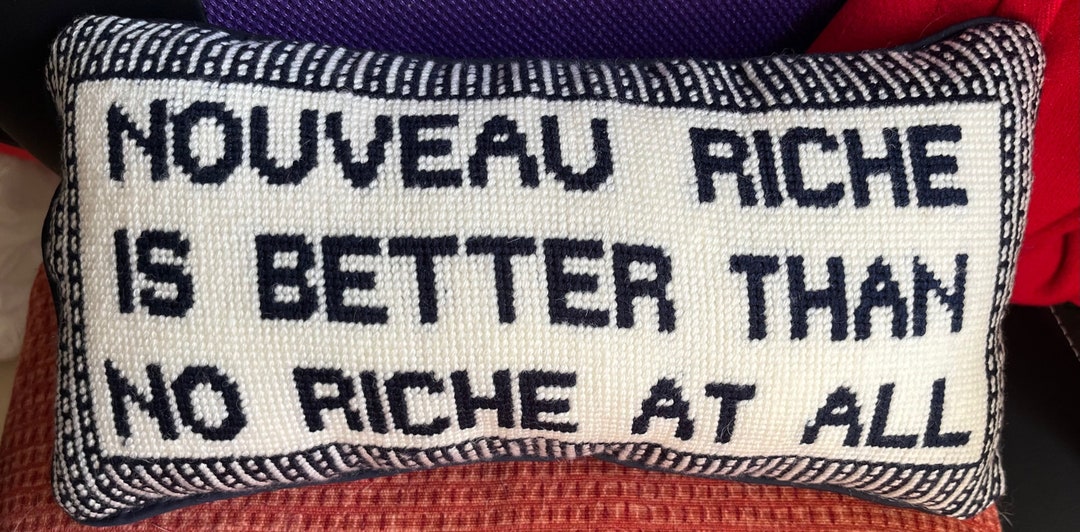 NOUVEAU RICHE
IS BETTER THAN
NO RICHE AT ALL